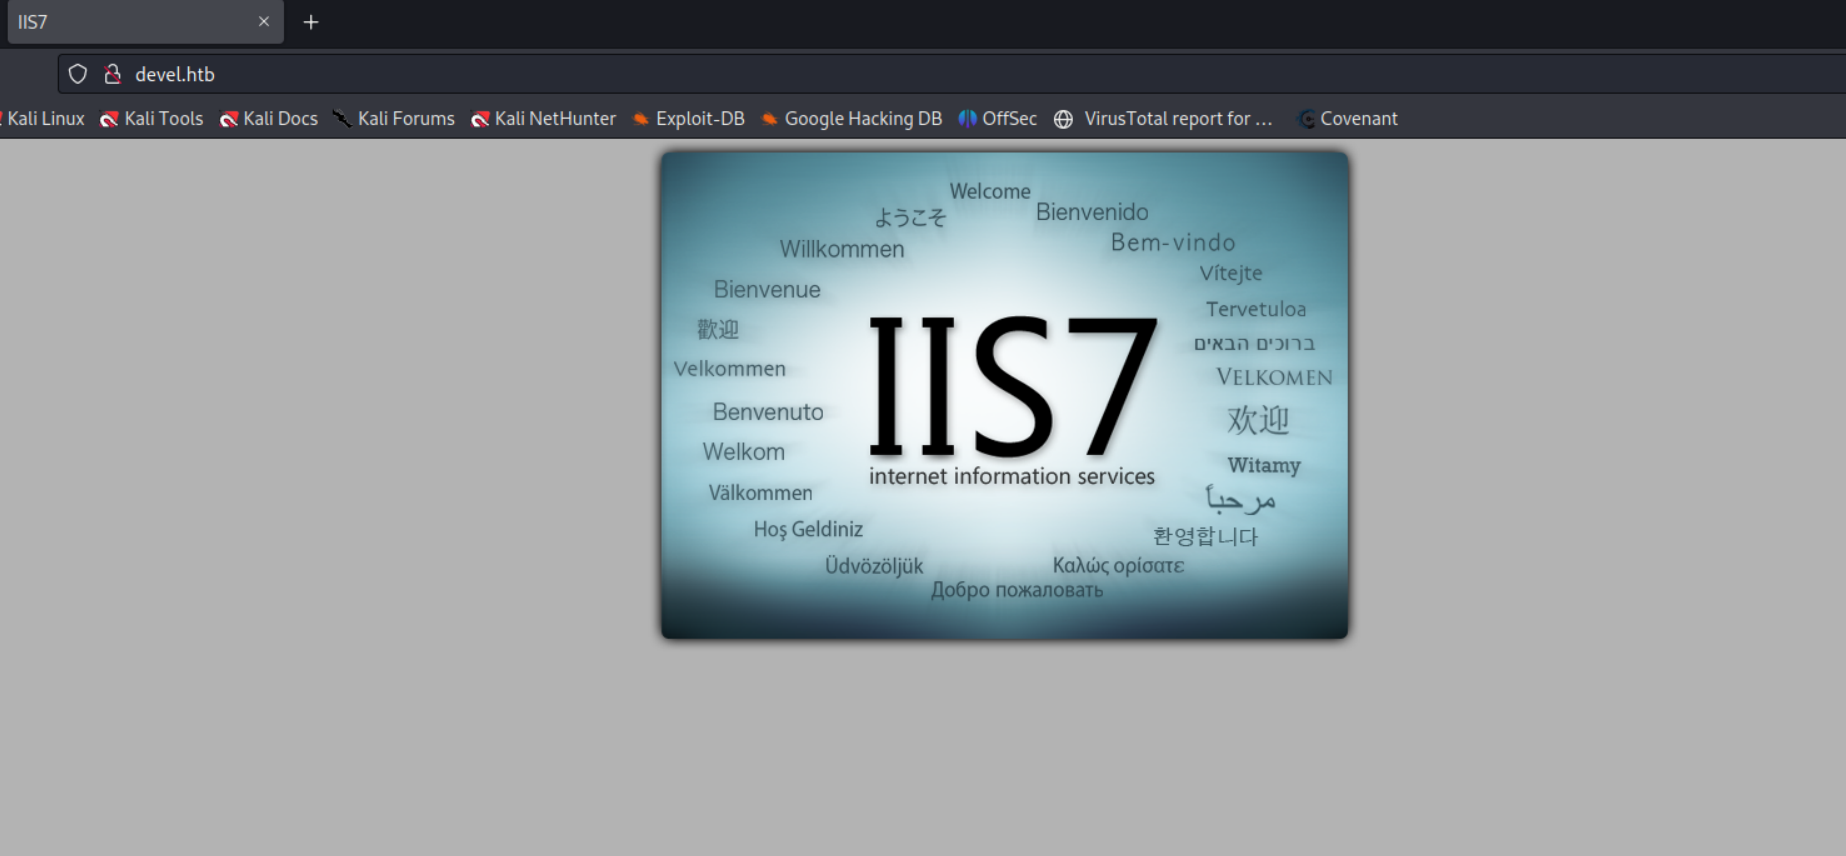 IIS7
devel.htb
Kali Linux Kali Tools Kali Docs Kali Forums Kali NetHunter Exploit-DB Google Hacking DB OffSec VirusTotal report for ... Covenant
Welcome
ようこそ
Bienvenido
Willkommen
Bem-vindo
Vítejte
Bienvenue
Tervetuloa
歡迎
ברוכים הבאים
Velkommen
VELKOMEN
Benvenuto
欢迎
Welkom
Witamy
IIS7
internet information services
Välkommen
مرحباً
Hoş Geldiniz
환영합니다
Üdvözöljük
Καλώς ορίσατε
Добро пожаловать